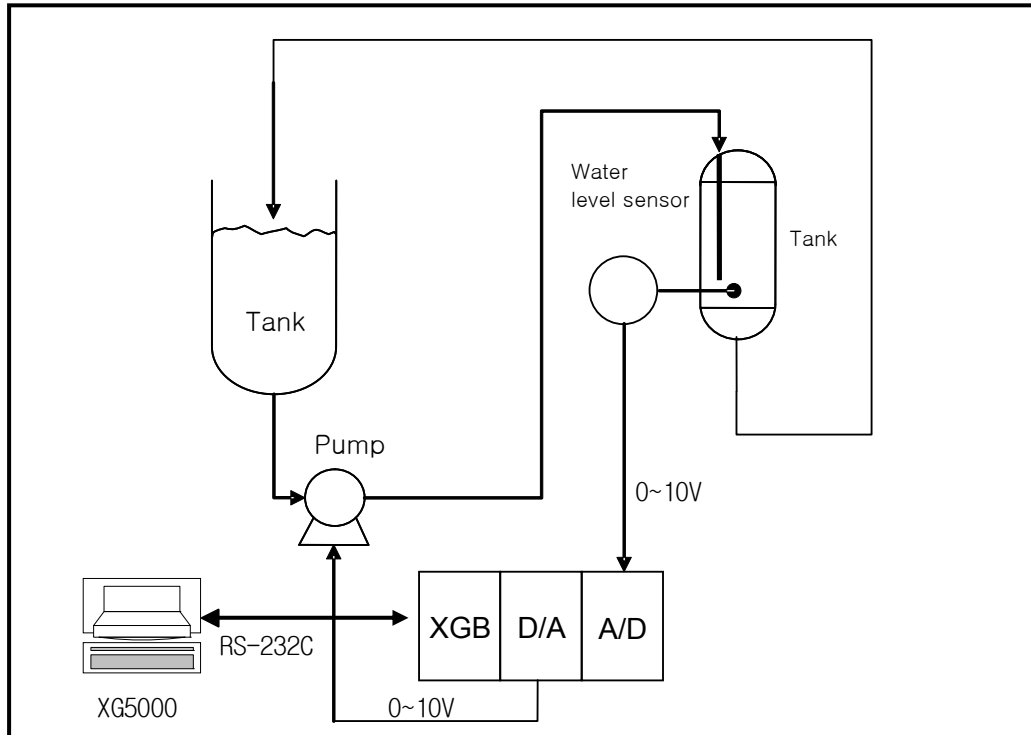 Water
level sensor
Tank
Tank
Pump
0~10V
XGB
D/A
A/D
RS-232C
XG5000
0~10V